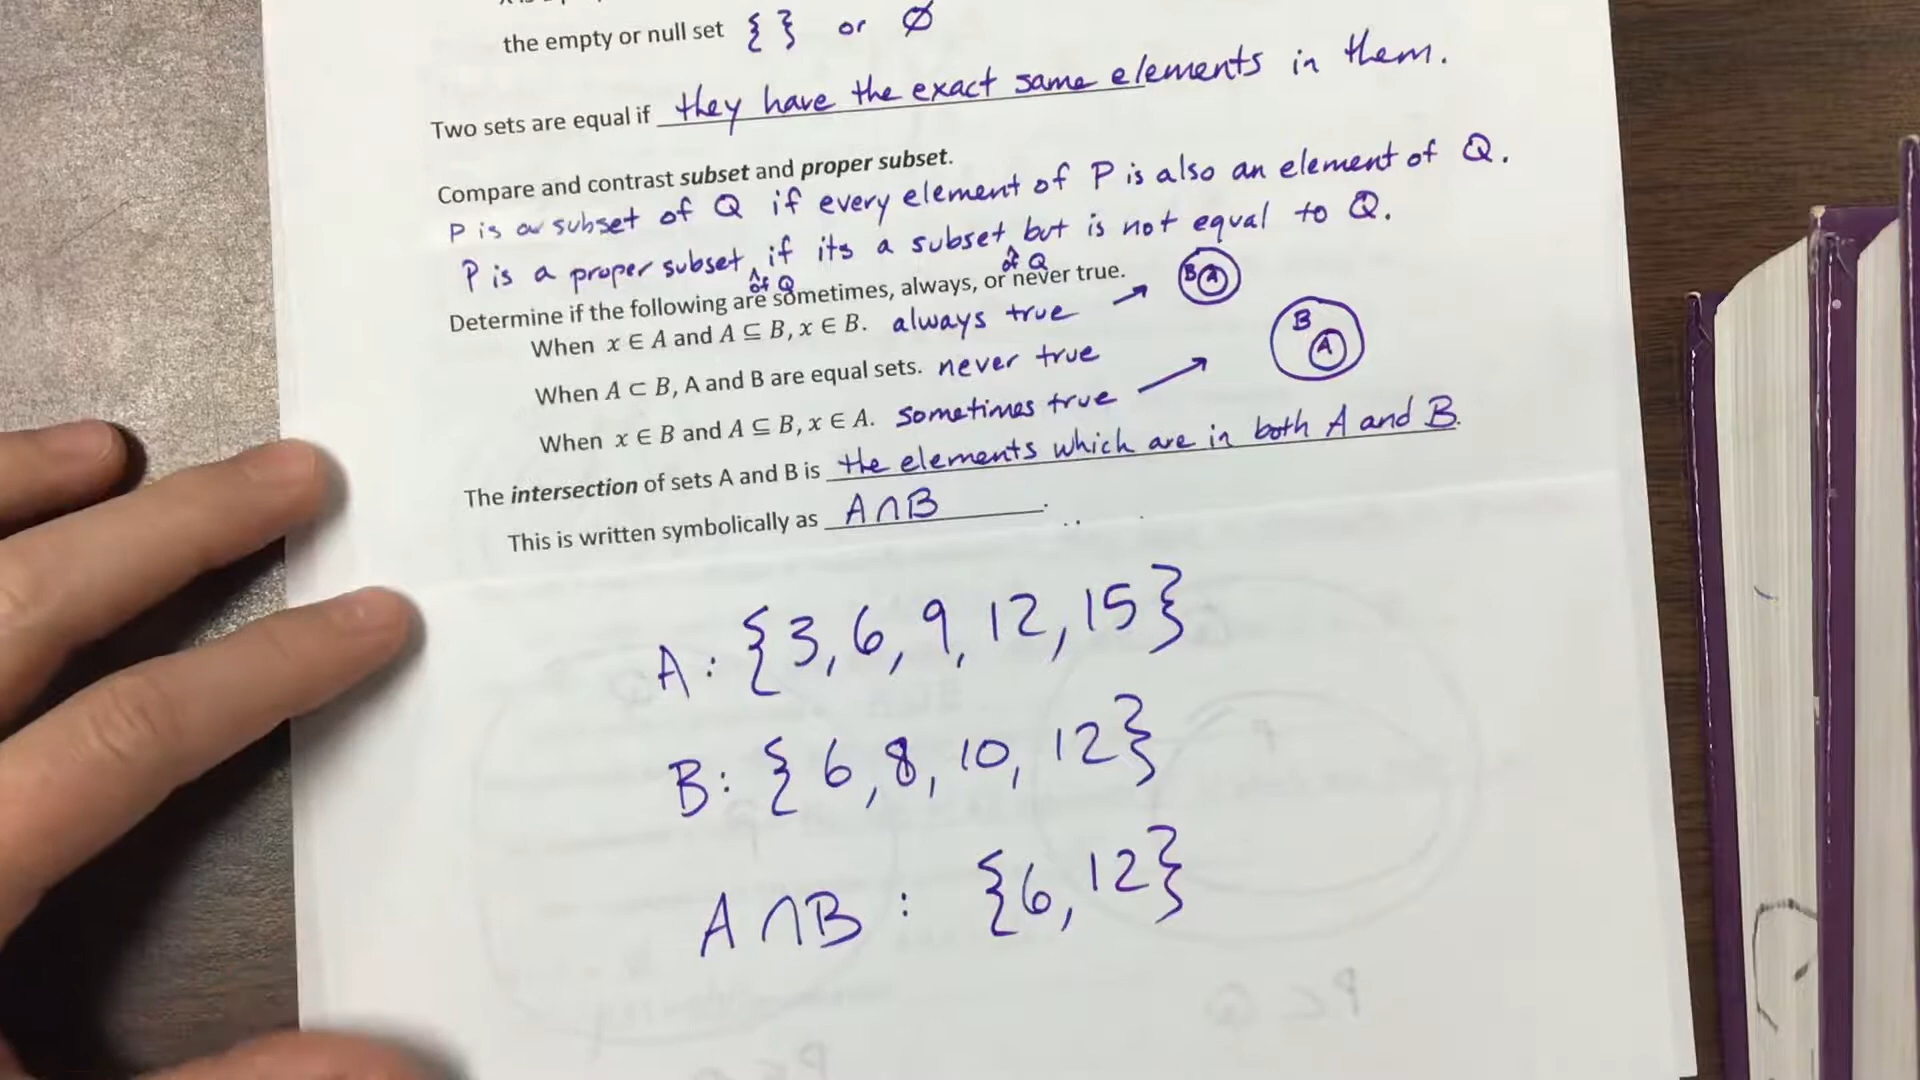 the empty or null set { } or ∅
Two sets are equal if they have the exact same elements in them.
Compare and contrast subset and proper subset.
P is a subset of Q if every element of P is also an element of Q.
P is a proper subset of Q if its a subset of Q but is not equal to Q.
Determine if the following are sometimes, always, or never true.
When x ∈ A and A ⊆ B, x ∈ B. always true
B A
When A ⊂ B, A and B are equal sets. never true
B A
When x ∈ B and A ⊆ B, x ∈ A. sometimes true
The intersection of sets A and B is the elements which are in both A and B.
This is written symbolically as A∩B.
A: {3, 6, 9, 12, 15}
B: {6, 8, 10, 12}
A∩B: {6, 12}